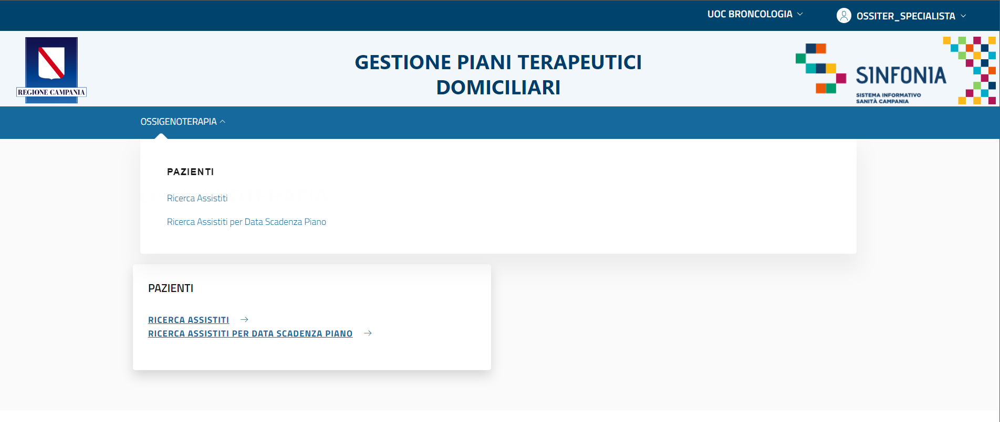 UOC BRONCOLOGIA
OSSITER_SPECIALISTA
REGIONE CAMPANIA
GESTIONE PIANI TERAPEUTICI
DOMICILIARI
S1NFON1A
SISTEMA INFORMATIVO
SANITÀ CAMPANIA
OSSIGENOTERAPIA
PAZIENTI
Ricerca Assistiti
Ricerca Assistiti per Data Scadenza Piano
PAZIENTI
RICERCA ASSISTITI
RICERCA ASSISTITI PER DATA SCADENZA PIANO